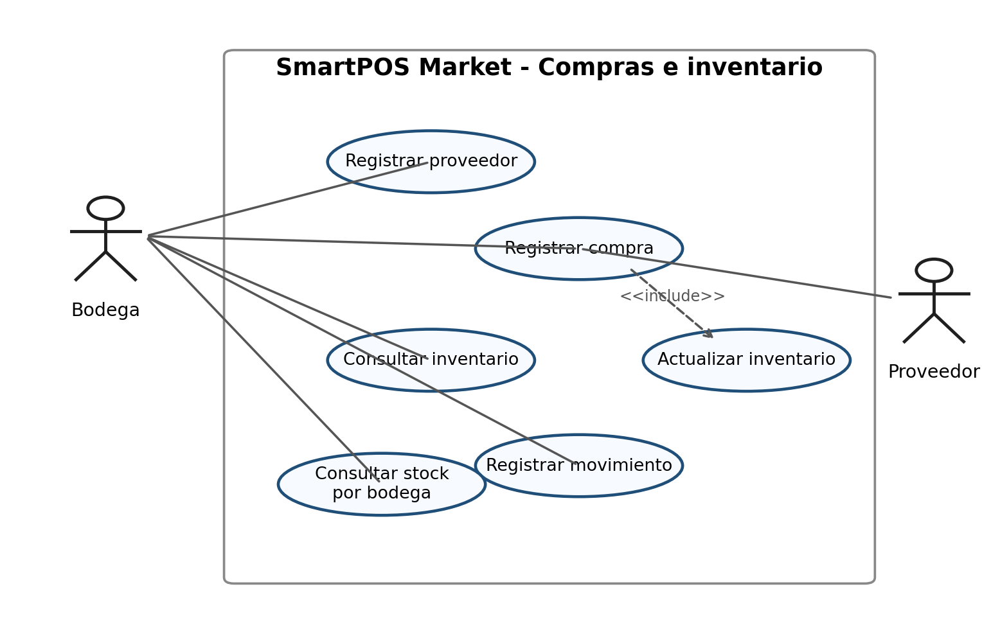 SmartPOS Market - Compras e inventario
Registrar proveedor
Registrar compra
<<include>>
Bodega
Consultar inventario
Actualizar inventario
Proveedor
Consultar stock
por bodega
Registrar movimiento